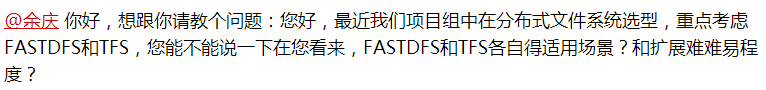 @余庆 你好，想跟你请教个问题：您好，最近我们项目组中在分布式文件系统选型，重点考虑
FASTDFS和TFS，您能不能说一下在您看来，FASTDFS和TFS各自得适用场景？和扩展难难易程
度？